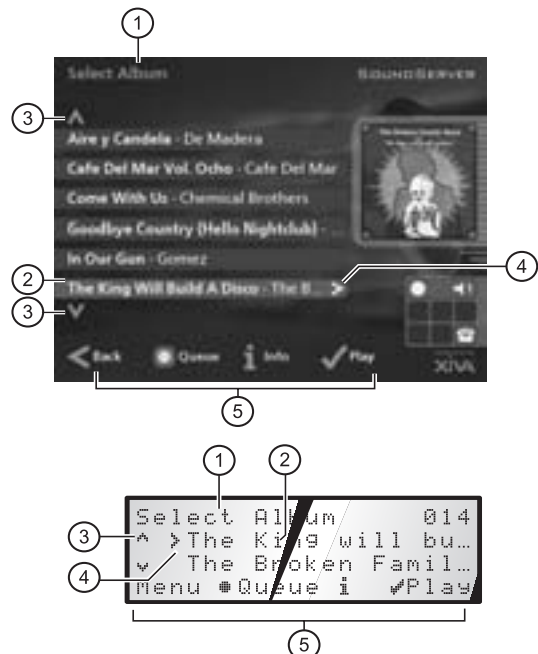 1
Select Album SOUNDSERVER
3
Aire y Candela - De Madera
Cafe Del Mar Vol. Ocho - Cafe Del Mar
Come With Us - Chemical Brothers
Goodbye Country (Hello Nightclub) - ...
In Our Gun - Gomez
2 4
The King Will Build A Disco - The B... >
3
< Back Queue i Info ✓ Play XIVA
5
1 2
Select Album 014
3 ^ >The King will bu...
4 v The Broken Famil...
Menu Queue i ✓Play
5